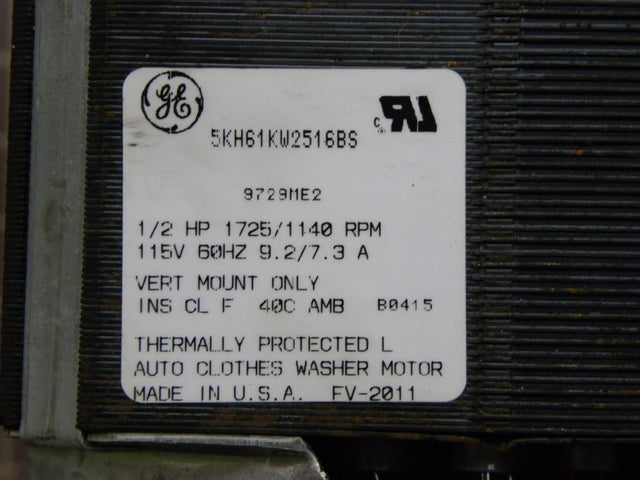 GE
5KH61KW2516BS
c RU
9729ME2
1/2 HP 1725/1140 RPM
115V 60HZ 9.2/7.3 A
VERT MOUNT ONLY
INS CL F 40C AMB B0415
THERMALLY PROTECTED L
AUTO CLOTHES WASHER MOTOR
MADE IN U.S.A. FV-2011